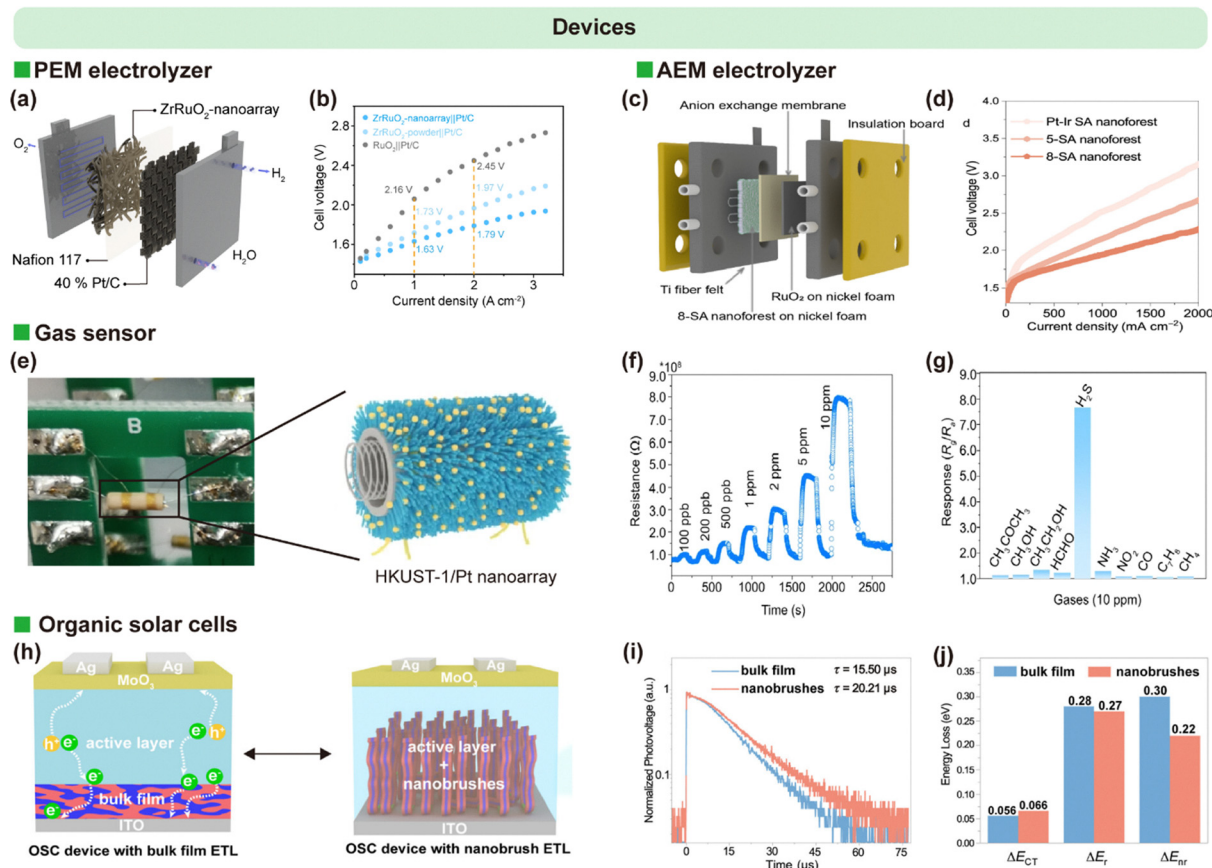 Devices
PEM electrolyzer
(a)
ZrRuO₂-nanoarray
O₂
H₂
H₂O
Nafion 117
40 % Pt/C
(b)
ZrRuO₂-nanoarray||Pt/C
ZrRuO₂-powder||Pt/C
RuO₂||Pt/C
2.8
2.4
2.0
1.6
Cell voltage (V)
2.16 V
1.73 V
1.63 V
2.45 V
1.97 V
1.79 V
0 1 2 3
Current density (A cm⁻²)
AEM electrolyzer
(c)
Anion exchange membrane
Insulation board
Ti fiber felt
RuO₂ on nickel foam
8-SA nanoforest on nickel foam
(d)
d
Pt-Ir SA nanoforest
5-SA nanoforest
8-SA nanoforest
4.0
3.5
3.0
2.5
2.0
1.5
Cell voltage (V)
0 500 1000 1500 2000
Current density (mA cm⁻²)
Gas sensor
(e)
B
HKUST-1/Pt nanoarray
(f)
*10⁸
9.0
8.0
7.0
6.0
5.0
4.0
3.0
2.0
1.0
0.0
Resistance (Ω)
100 ppb
200 ppb
500 ppb
1 ppm
2 ppm
5 ppm
10 ppm
0 500 1000 1500 2000 2500
Time (s)
(g)
9.0
8.0
7.0
6.0
5.0
4.0
3.0
2.0
1.0
Response (Rg/Ra)
CH₃COCH₃
CH₃OH
CH₃CH₂OH
HCHO
H₂S
NH₃
NO₂
CO
C₇H₈
CH₄
Gases (10 ppm)
Organic solar cells
(h)
Ag Ag
MoO₃
h⁺ e⁻ active layer e⁻ h⁺
e⁻ e⁻ e⁻
e⁻ bulk film
ITO
OSC device with bulk film ETL
Ag Ag
MoO₃
active layer
+
nanobrushes
ITO
OSC device with nanobrush ETL
(i)
bulk film τ = 15.50 μs
nanobrushes τ = 20.21 μs
1
0.1
Normalized Photovoltage (a.u.)
0 15 30 45 60 75
Time (μs)
(j)
bulk film nanobrushes
0.35
0.30
0.25
0.20
0.15
0.10
0.05
0.00
Energy Loss (eV)
0.056 0.066
0.28 0.27
0.30 0.22
ΔE_CT ΔE_r ΔE_nr